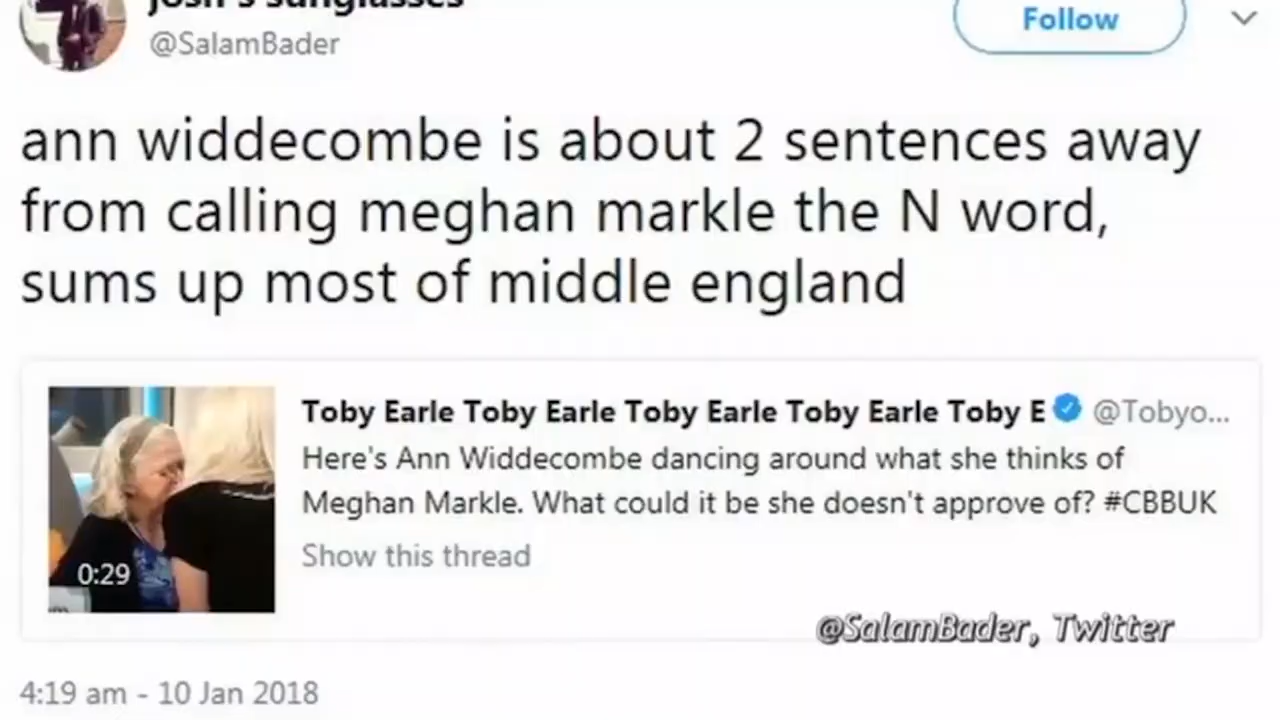 josh's sunglasses
@SalamBader
Follow
ann widdecombe is about 2 sentences away
from calling meghan markle the N word,
sums up most of middle england
Toby Earle Toby Earle Toby Earle Toby Earle Toby E @Tobyo...
Here's Ann Widdecombe dancing around what she thinks of
Meghan Markle. What could it be she doesn't approve of? #CBBUK
Show this thread
0:29
@SalamBader, Twitter
4:19 am - 10 Jan 2018